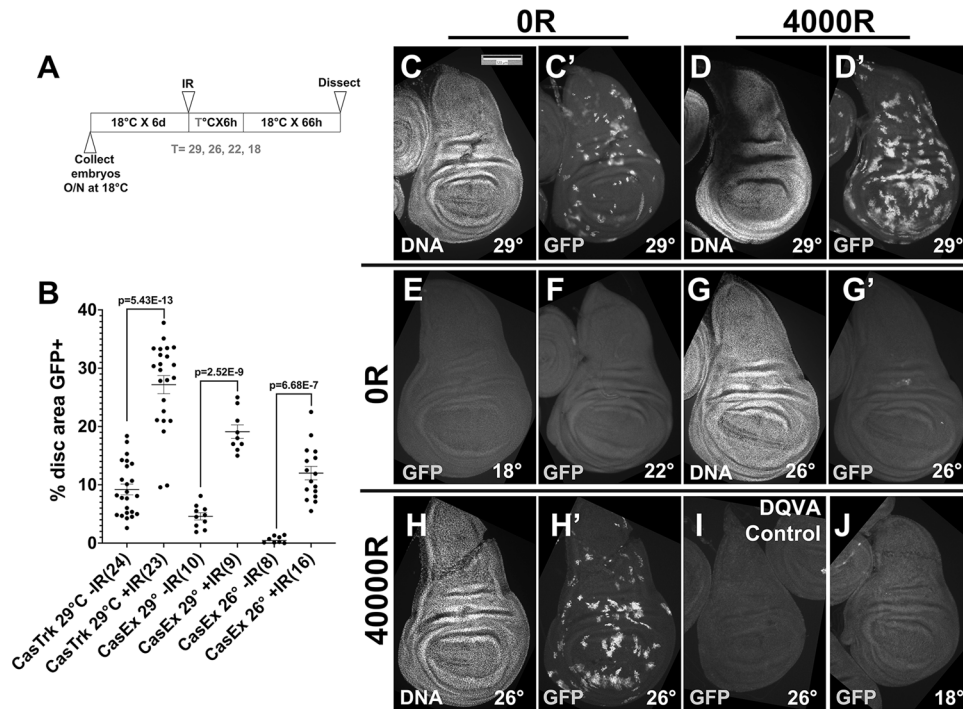 0R
4000R
A
IR
Dissect
18°C X 6d
T°CX6h
18°C X 66h
T= 29, 26, 22, 18
Collect
embryos
O/N at 18°C
B
% disc area GFP+
40
30
20
10
0
p=5.43E-13
p=2.52E-9
p=6.68E-7
CasTrk 29°C -IR(24)
CasTrk 29°C +IR(23)
CasEx 29° -IR(10)
CasEx 29° +IR(9)
CasEx 26° -IR(8)
CasEx 26° +IR(16)
C
DNA
29°
C'
GFP
29°
D
DNA
29°
D'
GFP
29°
0R
E
GFP
18°
F
GFP
22°
G
DNA
26°
G'
GFP
26°
4000R
H
DNA
26°
H'
GFP
26°
I
DQVA
Control
GFP
26°
J
GFP
18°